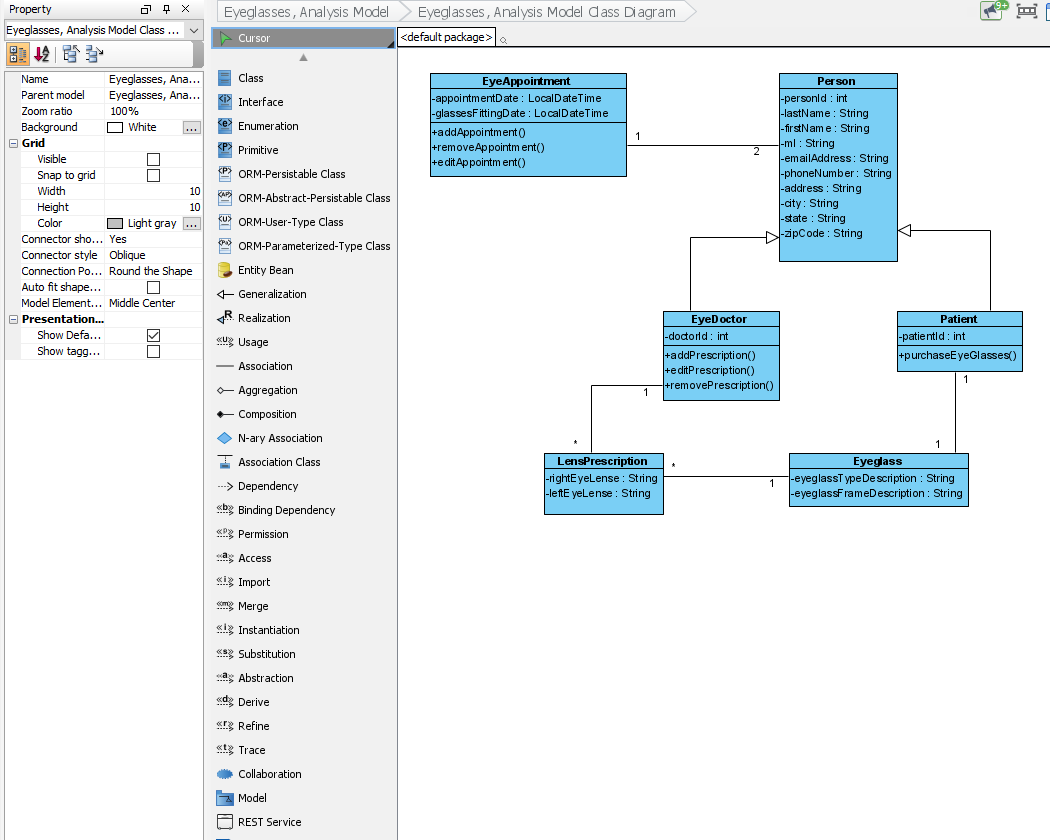 Property
Eyeglasses, Analysis Model Class ...
Name Eyeglasses, Ana...
Parent model Eyeglasses, Ana...
Zoom ratio 100%
Background White ...
Grid
Visible
Snap to grid
Width 10
Height 10
Color Light gray ...
Connector sho... Yes
Connector style Oblique
Connection Po... Round the Shape
Auto fit shape...
Model Element... Middle Center
Presentation...
Show Defa...
Show tagg...
Eyeglasses, Analysis Model
Eyeglasses, Analysis Model Class Diagram
9+
Cursor
Class
Interface
Enumeration
Primitive
ORM-Persistable Class
ORM-Abstract-Persistable Class
ORM-User-Type Class
ORM-Parameterized-Type Class
Entity Bean
Generalization
Realization
Usage
Association
Aggregration
Composition
N-ary Association
Association Class
Dependency
Binding Dependency
Permission
Access
Import
Merge
Instantiation
Substitution
Abstraction
Derive
Refine
Trace
Collaboration
Model
REST Service
<default package>
EyeAppointment
-appointmentDate : LocalDateTime
-glassesFittingDate : LocalDateTime
+addAppointment()
+removeAppointment()
+editAppointment()
1
2
Person
-personId : int
-lastName : String
-firstName : String
-mI : String
-emailAddress : String
-phoneNumber : String
-address : String
-city : String
-state : String
-zipCode : String
EyeDoctor
-doctorId : int
+addPrescription()
+editPrescription()
+removePrescription()
1
*
Patient
-patientId : int
+purchaseEyeGlasses()
1
1
LensPrescription
-rightEyeLense : String
-leftEyeLense : String
*
1
Eyeglass
-eyeglassTypeDescription : String
-eyeglassFrameDescription : String